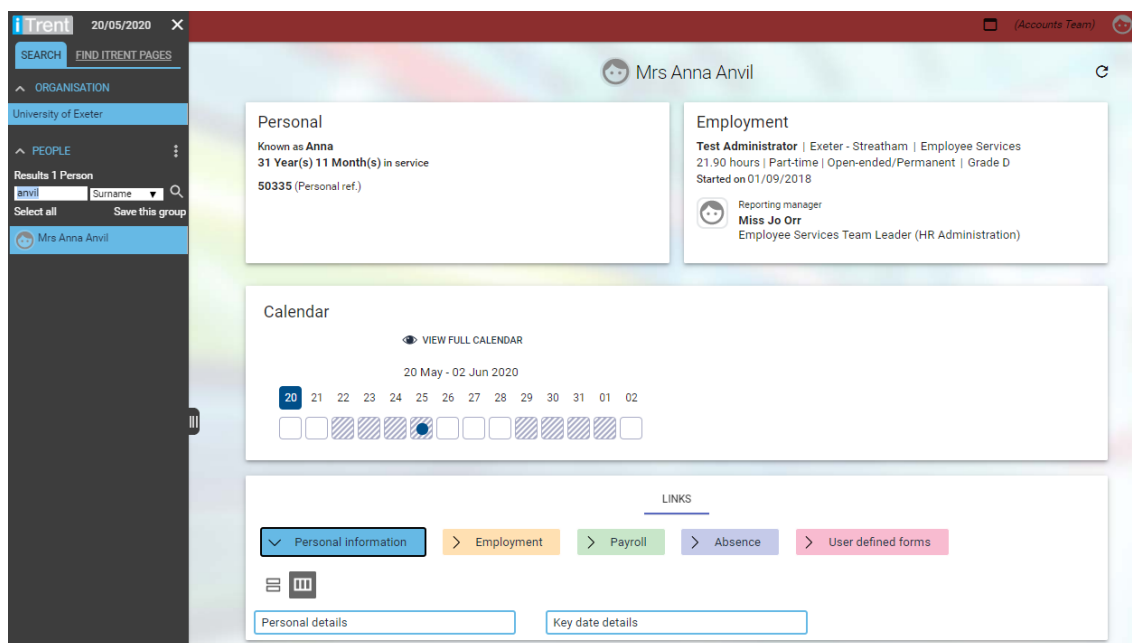 iTrent 20/05/2020
SEARCH FIND ITRENT PAGES
ORGANISATION
University of Exeter
PEOPLE
Results 1 Person
anvil Surname
Select all Save this group
Mrs Anna Anvil
(Accounts Team)
Mrs Anna Anvil
Personal
Known as Anna
31 Year(s) 11 Month(s) in service
50335 (Personal ref.)
Employment
Test Administrator | Exeter - Streatham | Employee Services
21.90 hours | Part-time | Open-ended/Permanent | Grade D
Started on 01/09/2018
Reporting manager
Miss Jo Orr
Employee Services Team Leader (HR Administration)
Calendar
VIEW FULL CALENDAR
20 May - 02 Jun 2020
20 21 22 23 24 25 26 27 28 29 30 31 01 02
LINKS
Personal information Employment Payroll Absence User defined forms
Personal details Key date details